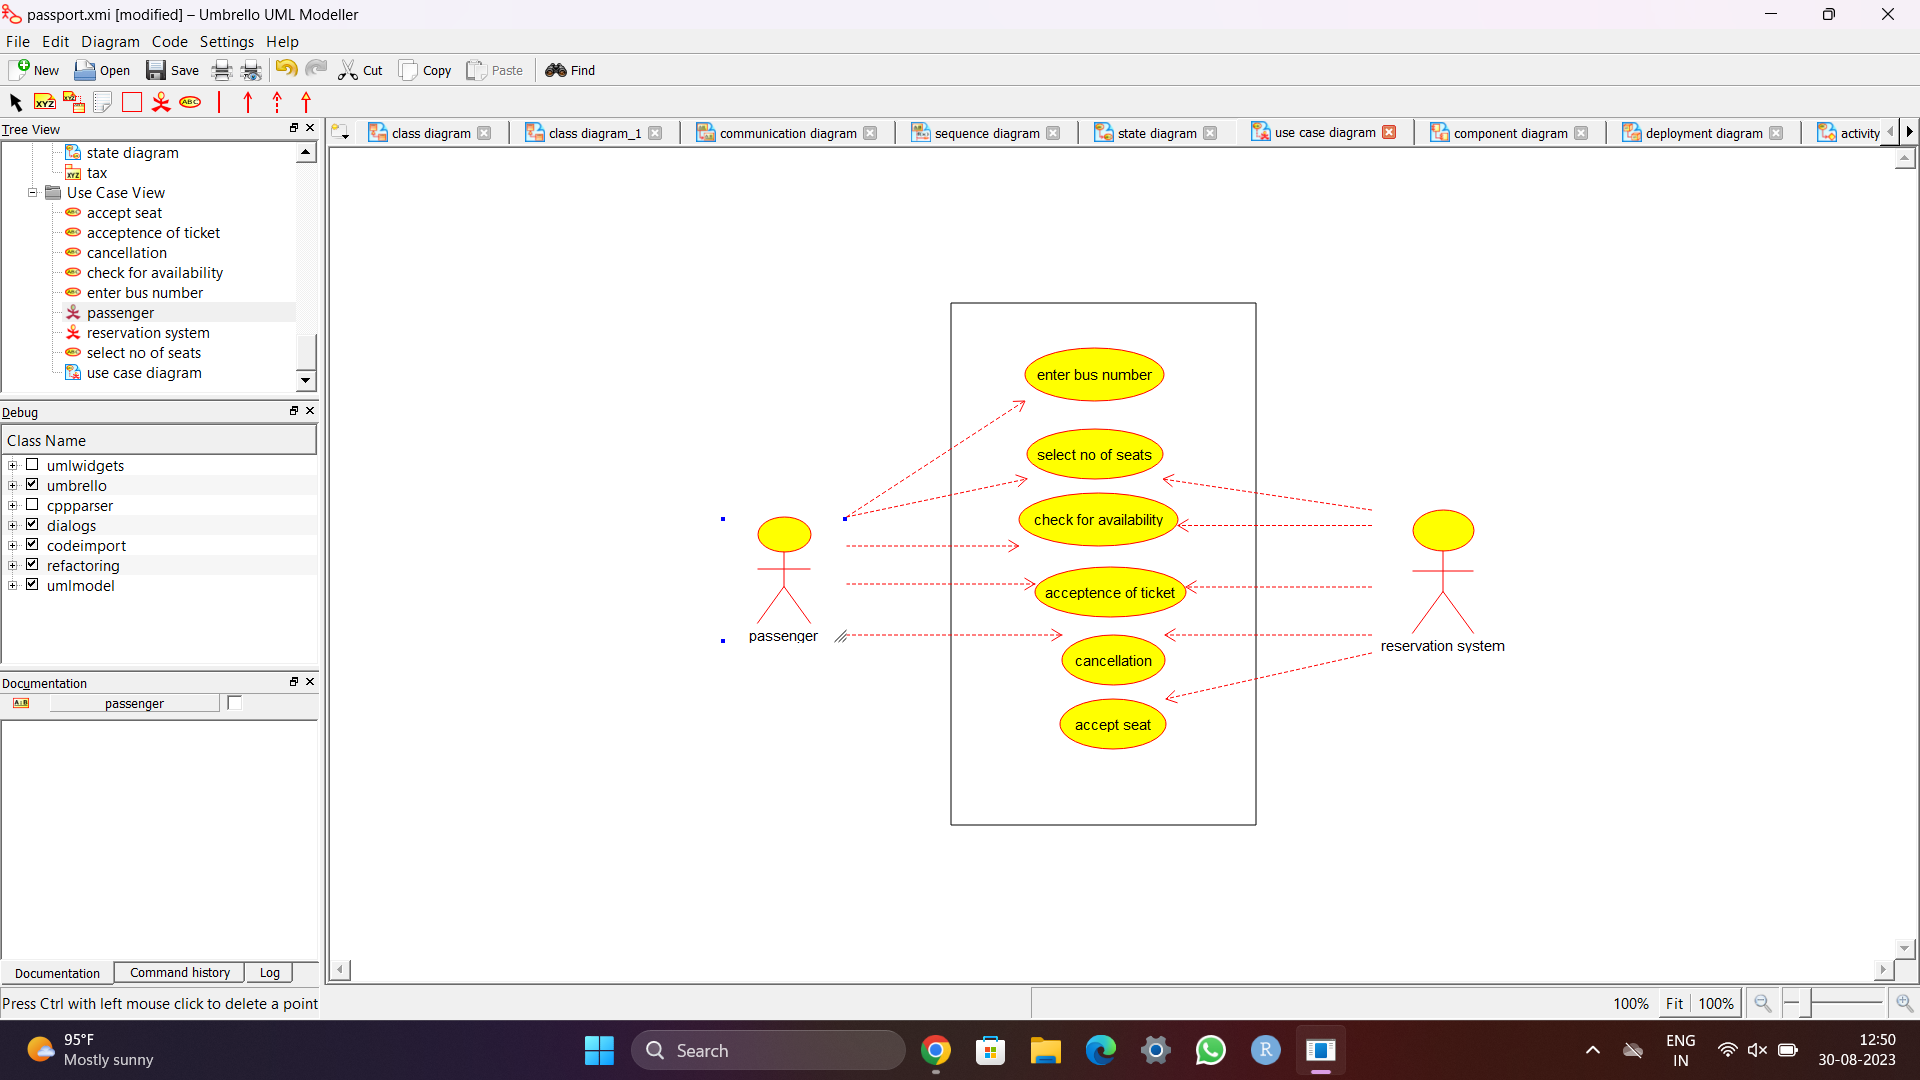 passport.xmi [modified] – Umbrello UML Modeller
File Edit Diagram Code Settings Help
New Open Save Cut Copy Paste Find
XYZ XYZ ABC
Tree View
class diagram class diagram_1 communication diagram sequence diagram state diagram use case diagram component diagram deployment diagram activity
state diagram
tax
Use Case View
accept seat
acceptence of ticket
cancellation
check for availability
enter bus number
passenger
reservation system
select no of seats
use case diagram
Debug
Class Name
umlwidgets
umbrello
cppparser
dialogs
codeimport
refactoring
umlmodel
Documentation
passenger
Documentation Command history Log
Press Ctrl with left mouse click to delete a point
enter bus number
select no of seats
check for availability
acceptence of ticket
cancellation
accept seat
passenger
reservation system
100% Fit 100%
95°F
Mostly sunny
Search
R
ENG
IN
12:50
30-08-2023